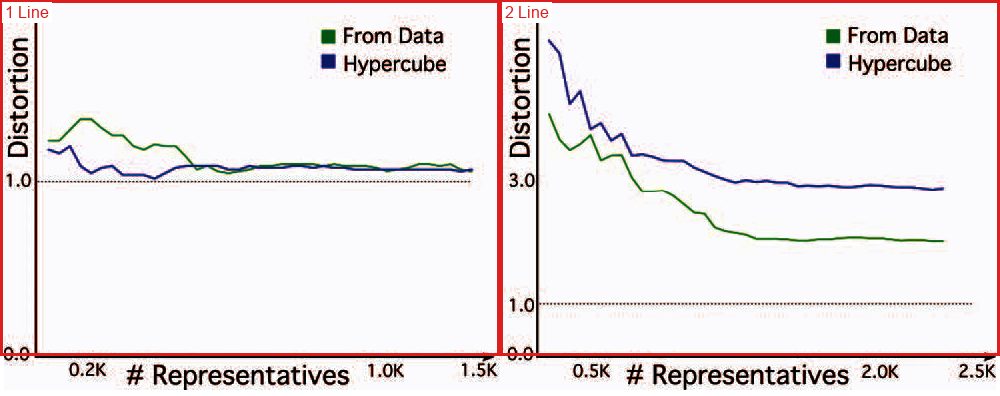 1 Line
From Data
Hypercube
Distortion
1.0
0.0
0.2K
# Representatives
1.0K
1.5K
2 Line
From Data
Hypercube
Distortion
3.0
1.0
0.0
0.5K
# Representatives
2.0K
2.5K